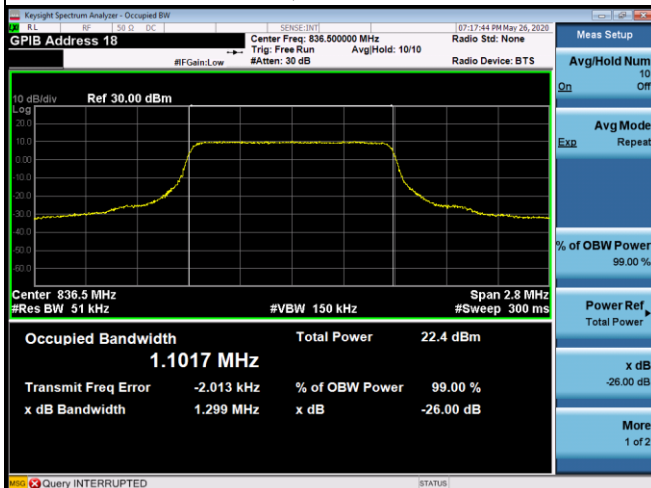 Keysight Spectrum Analyzer - Occupied BW
RL RF 50 Ω DC SENSE:INT 07:17:44 PM May 26, 2020
GPIB Address 18
Center Freq: 836.500000 MHz
Radio Std: None
Trig: Free Run Avg|Hold: 10/10
#IFGain:Low #Atten: 30 dB
Radio Device: BTS
10 dB/div Ref 30.00 dBm
Log
20.0
10.0
0.00
-10.0
-20.0
-30.0
-40.0
-50.0
-60.0
Center 836.5 MHz Span 2.8 MHz
#Res BW 51 kHz #VBW 150 kHz #Sweep 300 ms
Occupied Bandwidth Total Power 22.4 dBm
1.1017 MHz
Transmit Freq Error -2.013 kHz % of OBW Power 99.00 %
x dB Bandwidth 1.299 MHz x dB -26.00 dB
MSG Query INTERRUPTED STATUS
Meas Setup
Avg/Hold Num
10
On Off
Avg Mode
Exp Repeat
% of OBW Power
99.00 %
Power Ref
Total Power
x dB
-26.00 dB
More
1 of 2